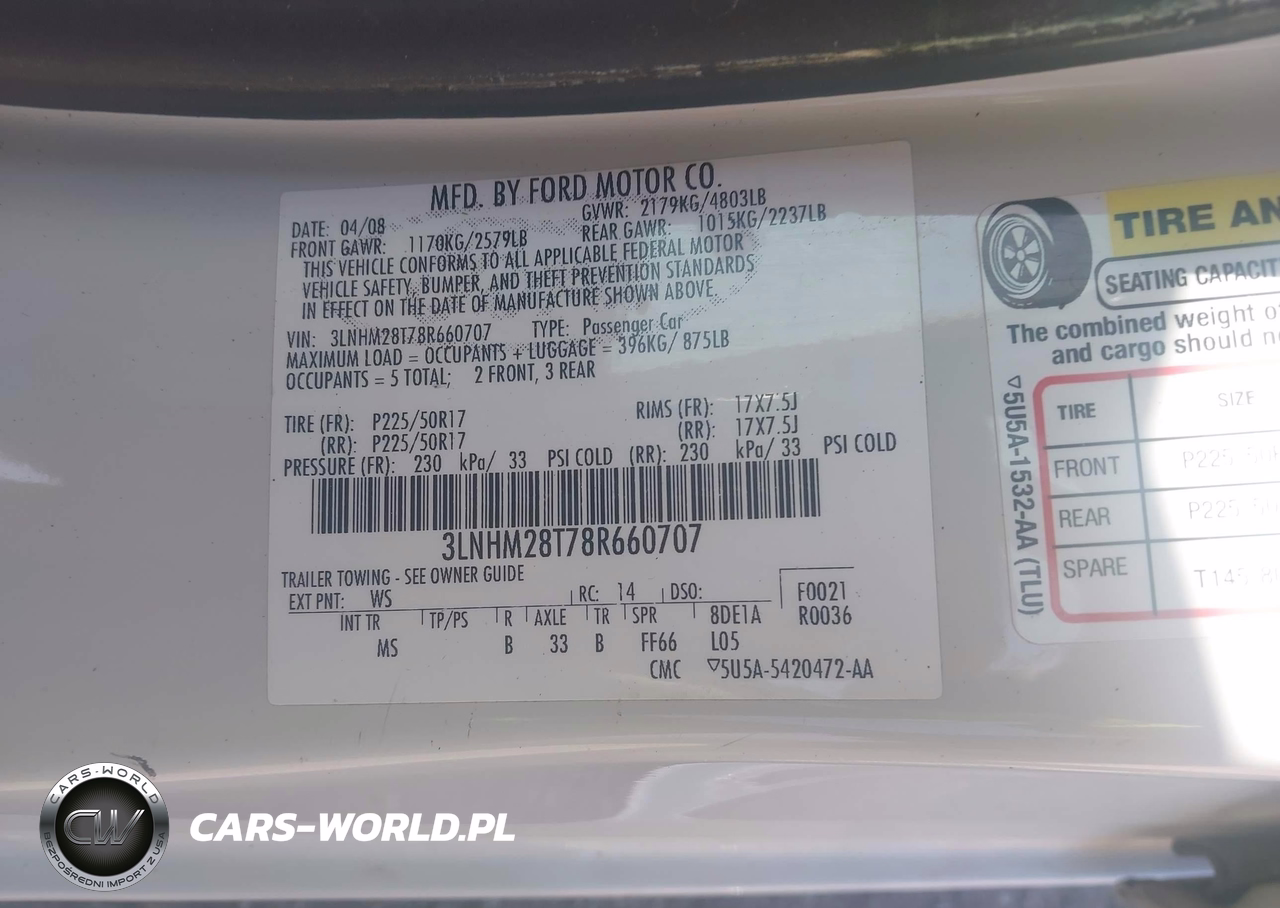 MFD. BY FORD MOTOR CO.
DATE: 04/08 GVWR: 2179KG/4803LB
FRONT GAWR: 1170KG/2579LB REAR GAWR: 1015KG/2237LB
THIS VEHICLE CONFORMS TO ALL APPLICABLE FEDERAL MOTOR
VEHICLE SAFETY, BUMPER, AND THEFT PREVENTION STANDARDS
IN EFFECT ON THE DATE OF MANUFACTURE SHOWN ABOVE.
VIN: 3LNHM28T78R660707 TYPE: Passenger Car
MAXIMUM LOAD = OCCUPANTS + LUGGAGE = 396KG/ 875LB
OCCUPANTS = 5 TOTAL; 2 FRONT, 3 REAR
TIRE (FR): P225/50R17 RIMS (FR): 17X7.5J
(RR): P225/50R17 (RR): 17X7.5J
PRESSURE (FR): 230 kPa/ 33 PSI COLD (RR): 230 kPa/ 33 PSI COLD
3LNHM28T78R660707
TRAILER TOWING - SEE OWNER GUIDE
EXT PNT: WS RC: 14 DSO: F0021
INT TR TP/PS R AXLE TR SPR 8DE1A R0036
MS B 33 B FF66 L05
CMC ▽5U5A-5420472-AA
TIRE AN
SEATING CAPACIT
The combined weight o
and cargo should n
▽5U5A-1532-AA (TLU)
TIRE SIZE
FRONT P225
REAR P225
SPARE T145
CARS-WORLD
CW
BEZPOŚREDNI IMPORT Z USA
CARS-WORLD.PL